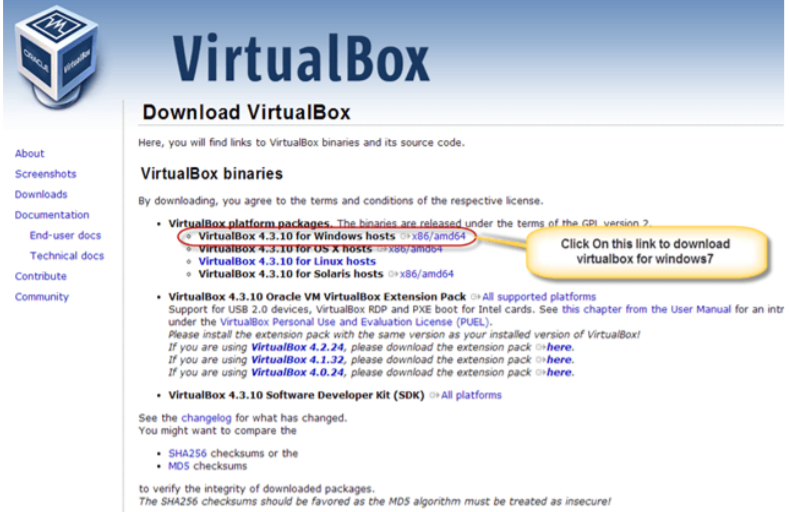 VirtualBox
ORACLE
VirtualBox
Download VirtualBox
Here, you will find links to VirtualBox binaries and its source code.
About
Screenshots
Downloads
Documentation
End-user docs
Technical docs
Contribute
Community
VirtualBox binaries
By downloading, you agree to the terms and conditions of the respective license.
• VirtualBox platform packages. The binaries are released under the terms of the GPL version 2.
VirtualBox 4.3.10 for Windows hosts x86/amd64
VirtualBox 4.3.10 for OS X hosts x86/amd64
VirtualBox 4.3.10 for Linux hosts
VirtualBox 4.3.10 for Solaris hosts x86/amd64
Click On this link to download
virtualbox for windows7
• VirtualBox 4.3.10 Oracle VM VirtualBox Extension Pack All supported platforms
Support for USB 2.0 devices, VirtualBox RDP and PXE boot for Intel cards. See this chapter from the User Manual for an intr
under the VirtualBox Personal Use and Evaluation License (PUEL).
Please install the extension pack with the same version as your installed version of VirtualBox!
If you are using VirtualBox 4.2.24, please download the extension pack here.
If you are using VirtualBox 4.1.32, please download the extension pack here.
If you are using VirtualBox 4.0.24, please download the extension pack here.
• VirtualBox 4.3.10 Software Developer Kit (SDK) All platforms
See the changelog for what has changed.
You might want to compare the
• SHA256 checksums or the
• MD5 checksums
to verify the integrity of downloaded packages.
The SHA256 checksums should be favored as the MD5 algorithm must be treated as insecure!